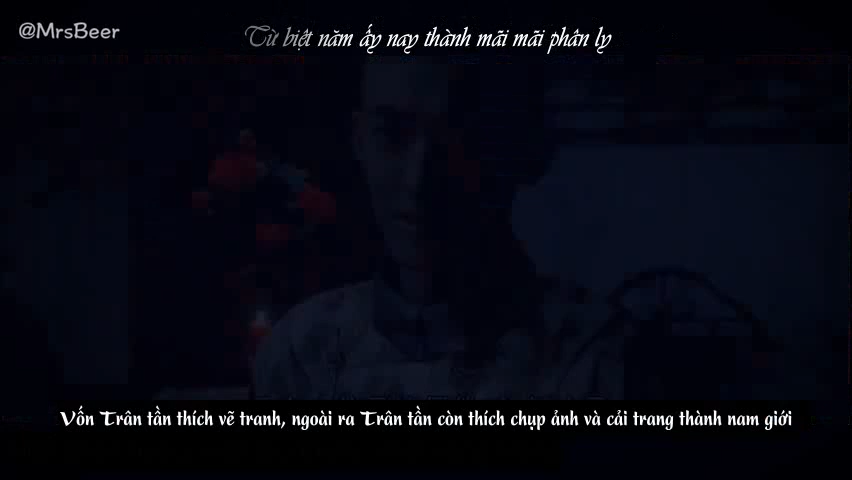 @MrsBeer
Từ biệt năm ấy nay thành mãi mãi phân ly
Vốn Trân tần thích vẽ tranh, ngoài ra Trân tần còn thích chụp ảnh và cải trang thành nam giới